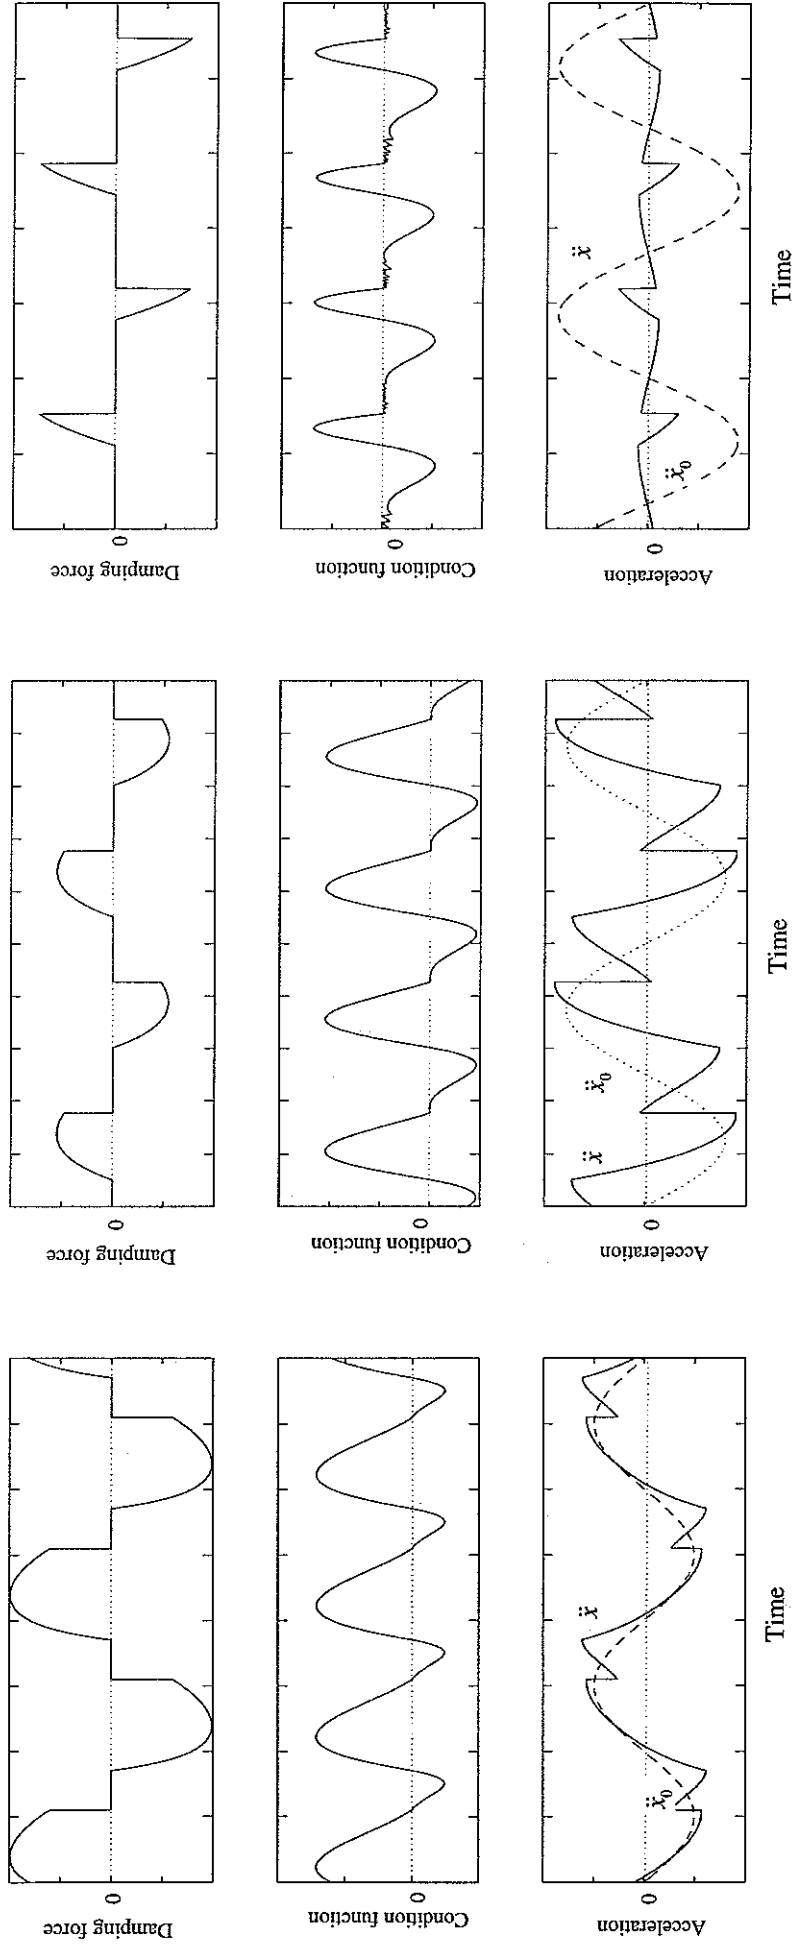 Damping force
0
Condition function
0
Acceleration
0
ẍ₀
ẍ
Time
Damping force
0
Condition function
0
Acceleration
0
ẍ
ẍ₀
Time
Damping force
0
Condition function
0
Acceleration
0
ẍ₀
ẍ
Time